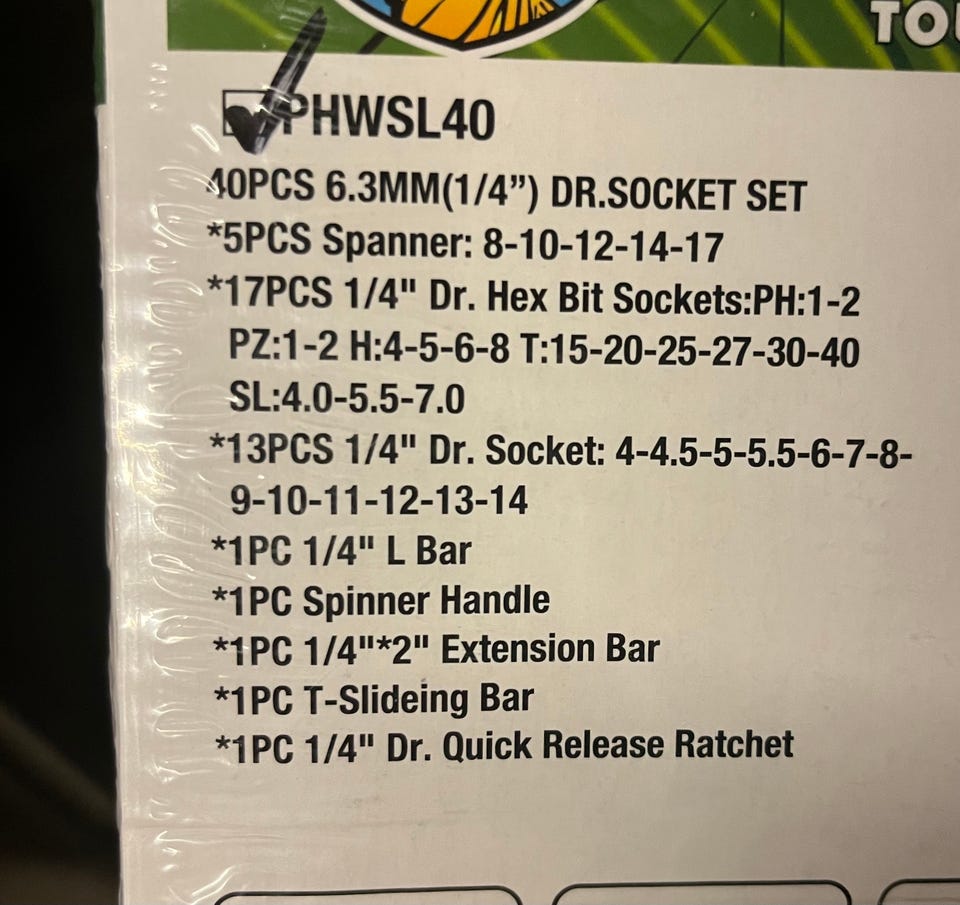 PHWSL40
40PCS 6.3MM(1/4”) DR.SOCKET SET
*5PCS Spanner: 8-10-12-14-17
*17PCS 1/4" Dr. Hex Bit Sockets:PH:1-2
PZ:1-2 H:4-5-6-8 T:15-20-25-27-30-40
SL:4.0-5.5-7.0
*13PCS 1/4" Dr. Socket: 4-4.5-5-5.5-6-7-8-
9-10-11-12-13-14
*1PC 1/4" L Bar
*1PC Spinner Handle
*1PC 1/4"*2" Extension Bar
*1PC T-Slideing Bar
*1PC 1/4" Dr. Quick Release Ratchet